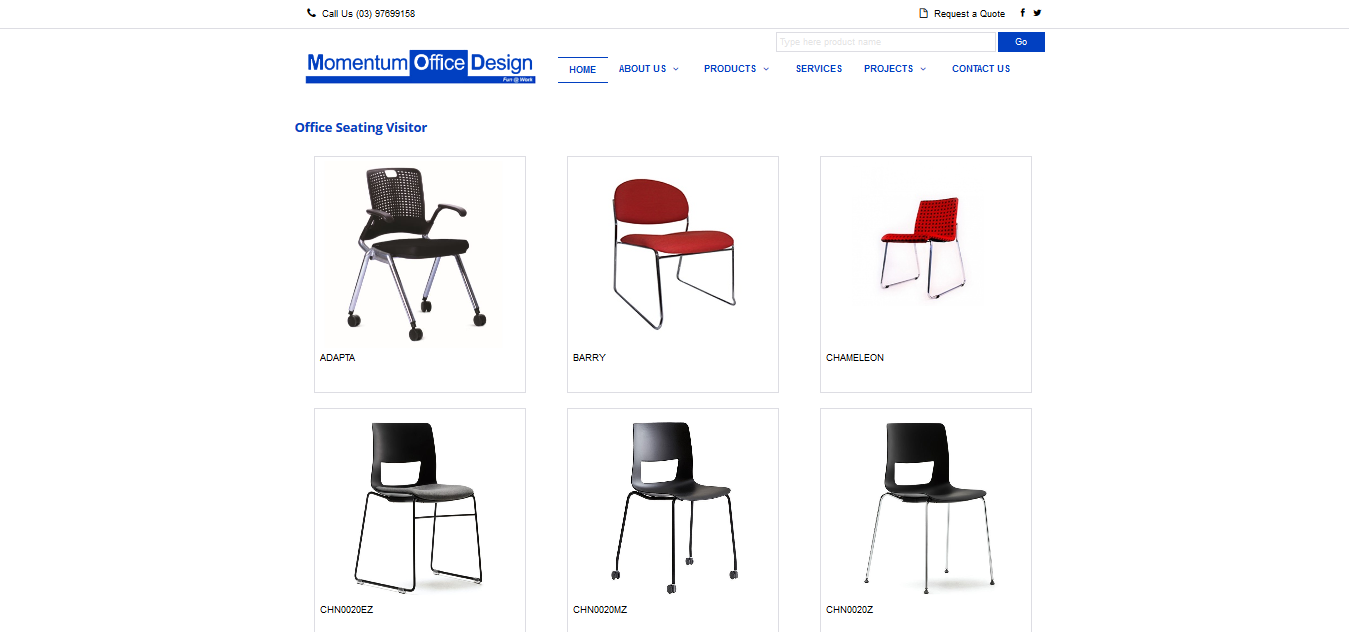 Call Us (03) 97699158
Request a Quote
Type here product name
Go
Momentum Office Design
Fun @ Work
HOME
ABOUT US
PRODUCTS
SERVICES
PROJECTS
CONTACT US
Office Seating Visitor
ADAPTA
BARRY
CHAMELEON
CHN0020EZ
CHN0020MZ
CHN0020Z